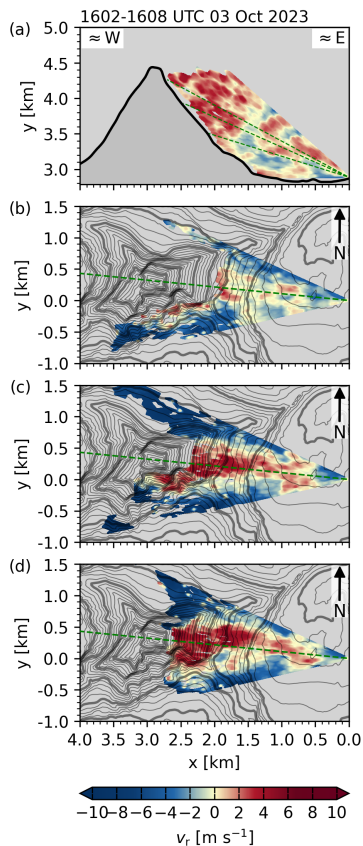 1602-1608 UTC 03 Oct 2023
(a)
≈ W
≈ E
5.0
4.5
4.0
3.5
3.0
y [km]
(b)
1.5
1.0
0.5
0.0
-0.5
-1.0
y [km]
N
(c)
1.5
1.0
0.5
0.0
-0.5
-1.0
y [km]
N
(d)
1.5
1.0
0.5
0.0
-0.5
-1.0
y [km]
N
4.0 3.5 3.0 2.5 2.0 1.5 1.0 0.5 0.0
x [km]
−10−8 −6 −4 −2 0 2 4 6 8 10
vr [m s−1]